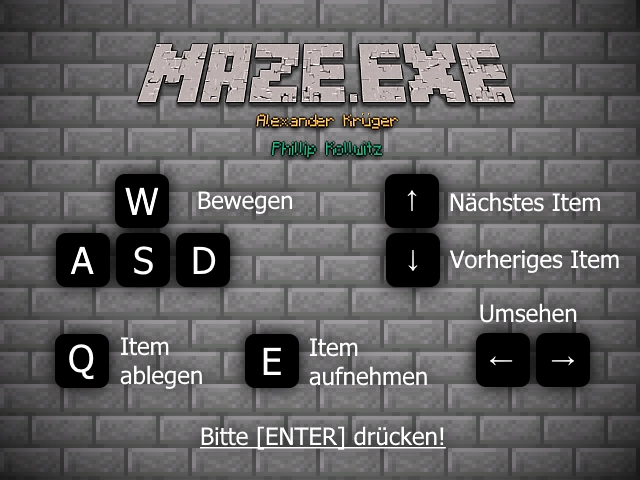 MAZE.EXE
Alexander Krüger
Phillip Kollwitz
W
Bewegen
A S D
↑
Nächstes Item
↓
Vorheriges Item
Umsehen
← →
Q
Item
ablegen
E
Item
aufnehmen
Bitte [ENTER] drücken!